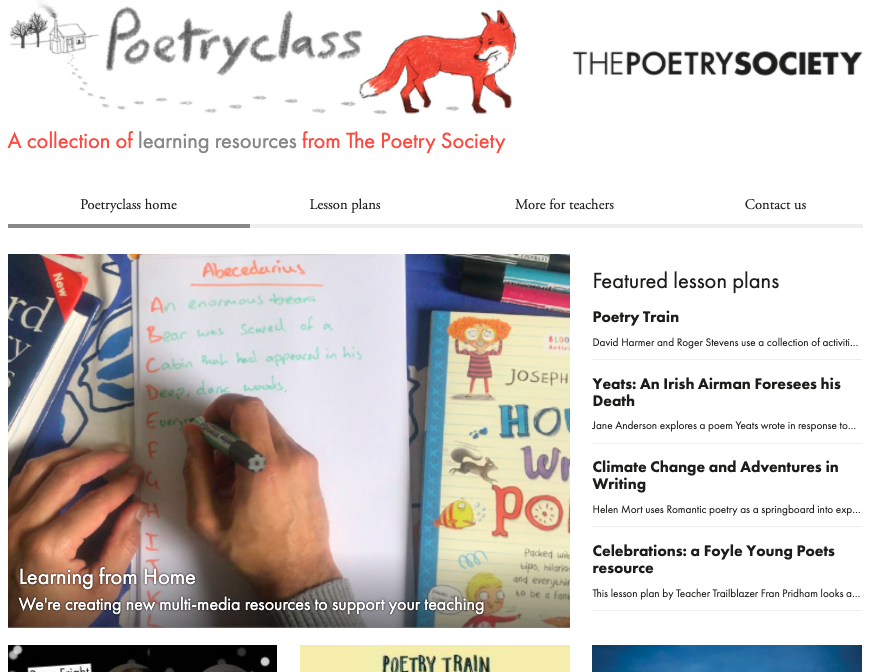 Poetryclass
THEPOETRYSOCIETY
A collection of learning resources from The Poetry Society
Poetryclass home
Lesson plans
More for teachers
Contact us
New
Abecedarius
An enormous bear
Bear was scared of a
Cabin that had appeared in his
Deep, dark woods.
E
F
G
H
I
JOSEPH
HOW
Packed with
tips,
and everything
to be a
Learning from Home
We're creating new multi-media resources to support your teaching
Featured lesson plans
Poetry Train
David Harmer and Roger Stevens use a collection of activiti...
Yeats: An Irish Airman Foresees his
Death
Jane Anderson explores a poem Yeats wrote in response to...
Climate Change and Adventures in
Writing
Helen Mort uses Romantic poetry as a springboard into exp...
Celebrations: a Foyle Young Poets
resource
This lesson plan by Teacher Trailblazer Fran Pridham looks a...
POETRY TRAIN